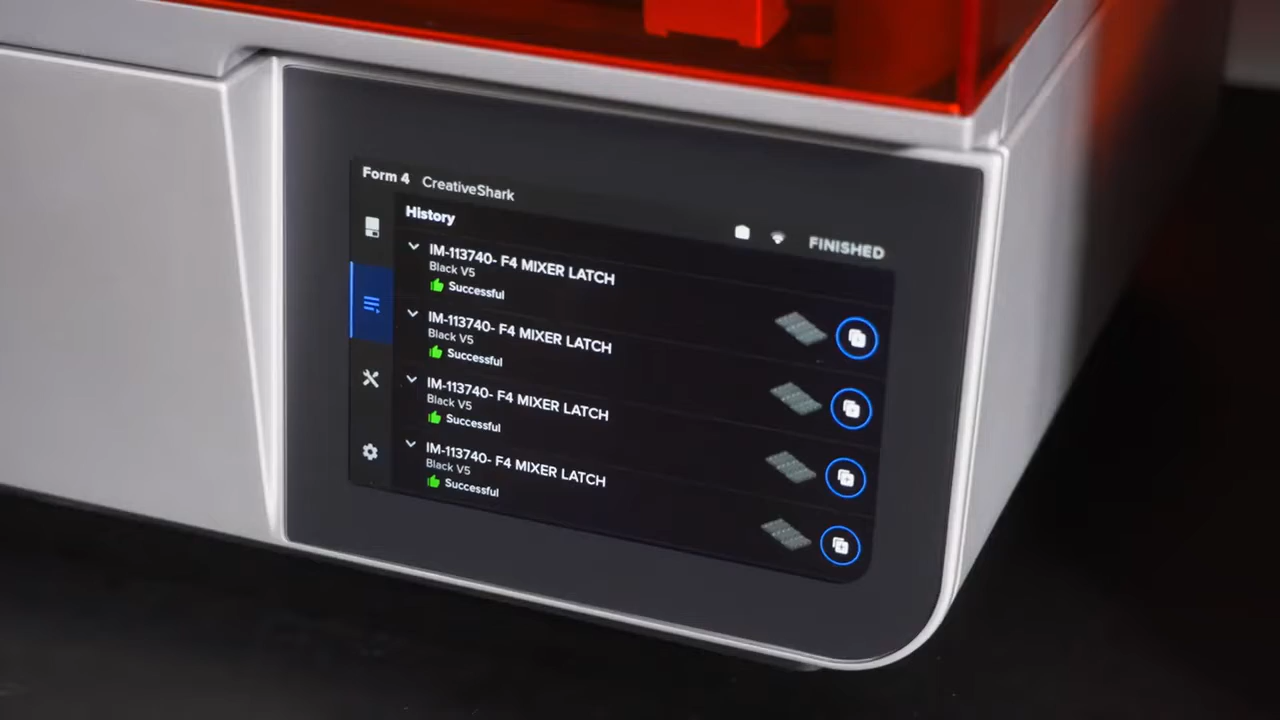 Form 4 CreativeShark
History
FINISHED
IM-113740- F4 MIXER LATCH
Black V5
Successful
IM-113740- F4 MIXER LATCH
Black V5
Successful
IM-113740- F4 MIXER LATCH
Black V5
Successful
IM-113740- F4 MIXER LATCH
Black V5
Successful